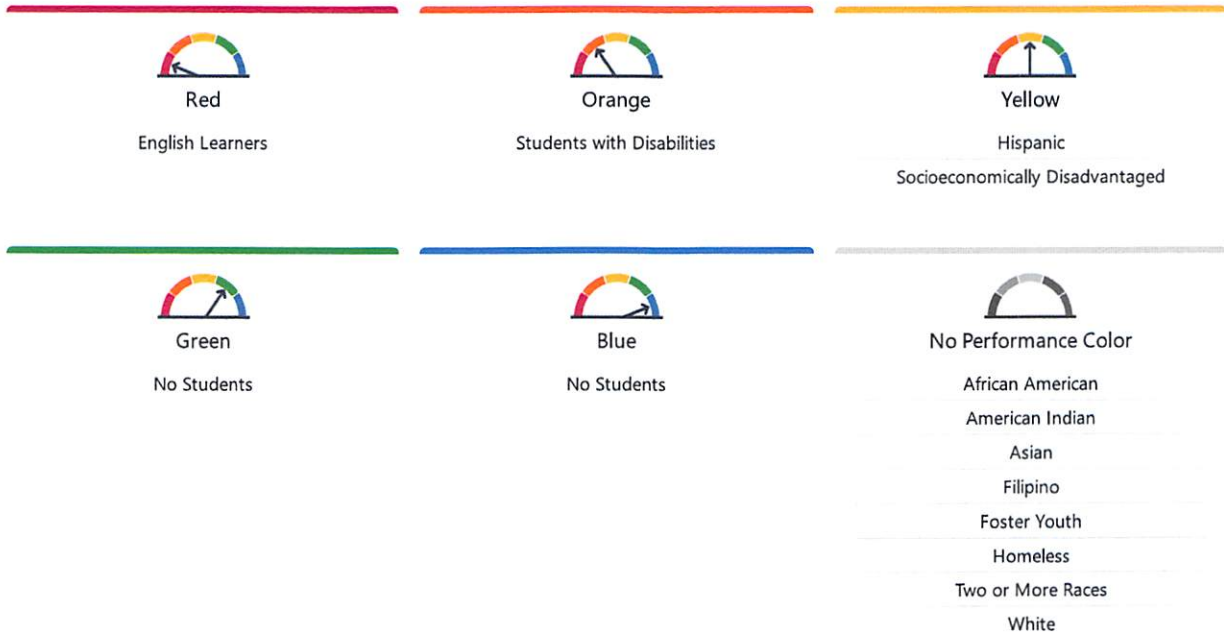 Red
English Learners
Orange
Students with Disabilities
Yellow
Hispanic
Socioeconomically Disadvantaged
Green
No Students
Blue
No Students
No Performance Color
African American
American Indian
Asian
Filipino
Foster Youth
Homeless
Two or More Races
White